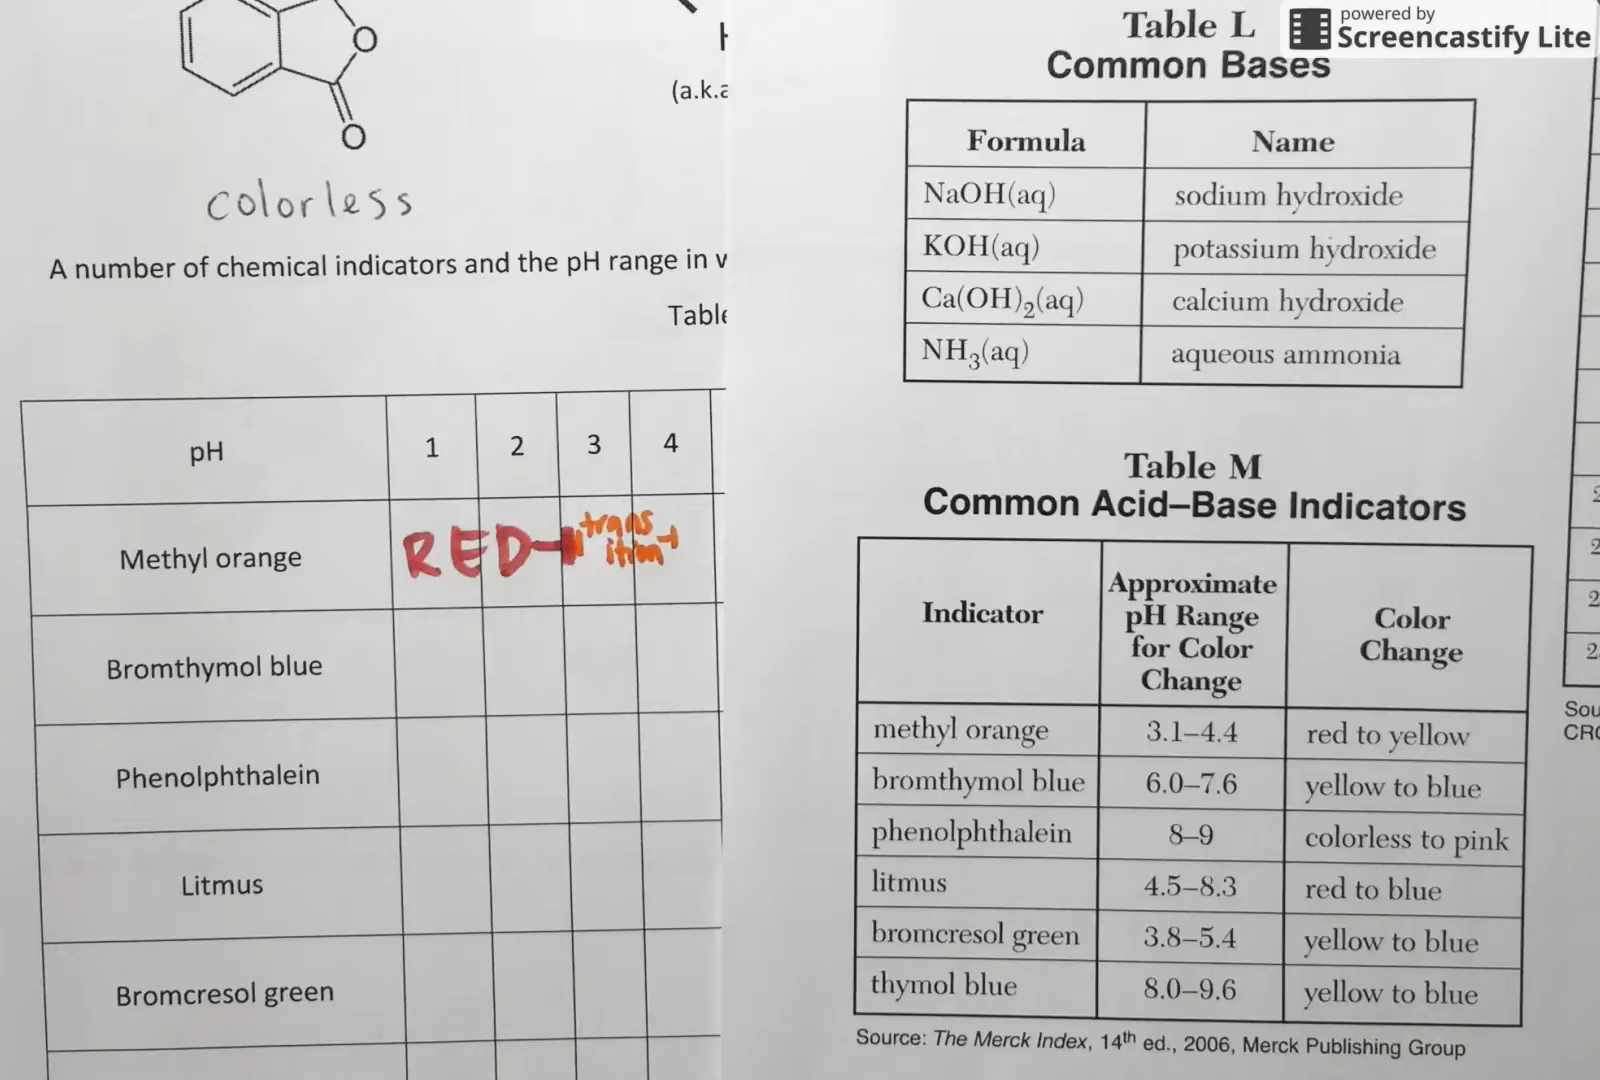 O
O
colorless
(a.k.a
A number of chemical indicators and the pH range in
Table
pH 1 2 3 4
Methyl orange RED transition
Bromthymol blue
Phenolphthalein
Litmus
Bromcresol green
powered by
Screencastify Lite
Table L
Common Bases
Formula Name
NaOH(aq) sodium hydroxide
KOH(aq) potassium hydroxide
Ca(OH)₂(aq) calcium hydroxide
NH₃(aq) aqueous ammonia
Table M
Common Acid–Base Indicators
Indicator
Approximate
pH Range
for Color
Change
Color
Change
methyl orange 3.1–4.4 red to yellow
bromthymol blue 6.0–7.6 yellow to blue
phenolphthalein 8–9 colorless to pink
litmus 4.5–8.3 red to blue
bromcresol green 3.8–5.4 yellow to blue
thymol blue 8.0–9.6 yellow to blue
Source: The Merck Index, 14th ed., 2006, Merck Publishing Group
2
2
2
Sou
CRC